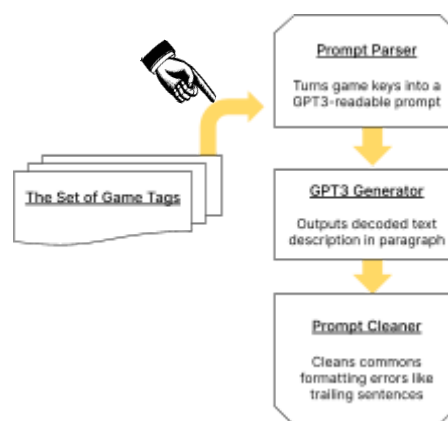 Prompt Parser
Turns game keys into a
GPT3-readable prompt
The Set of Game Tags
GPT3 Generator
Outputs decoded text
description in paragraph
Prompt Cleaner
Cleans commons
formatting errors like
trailing sentences